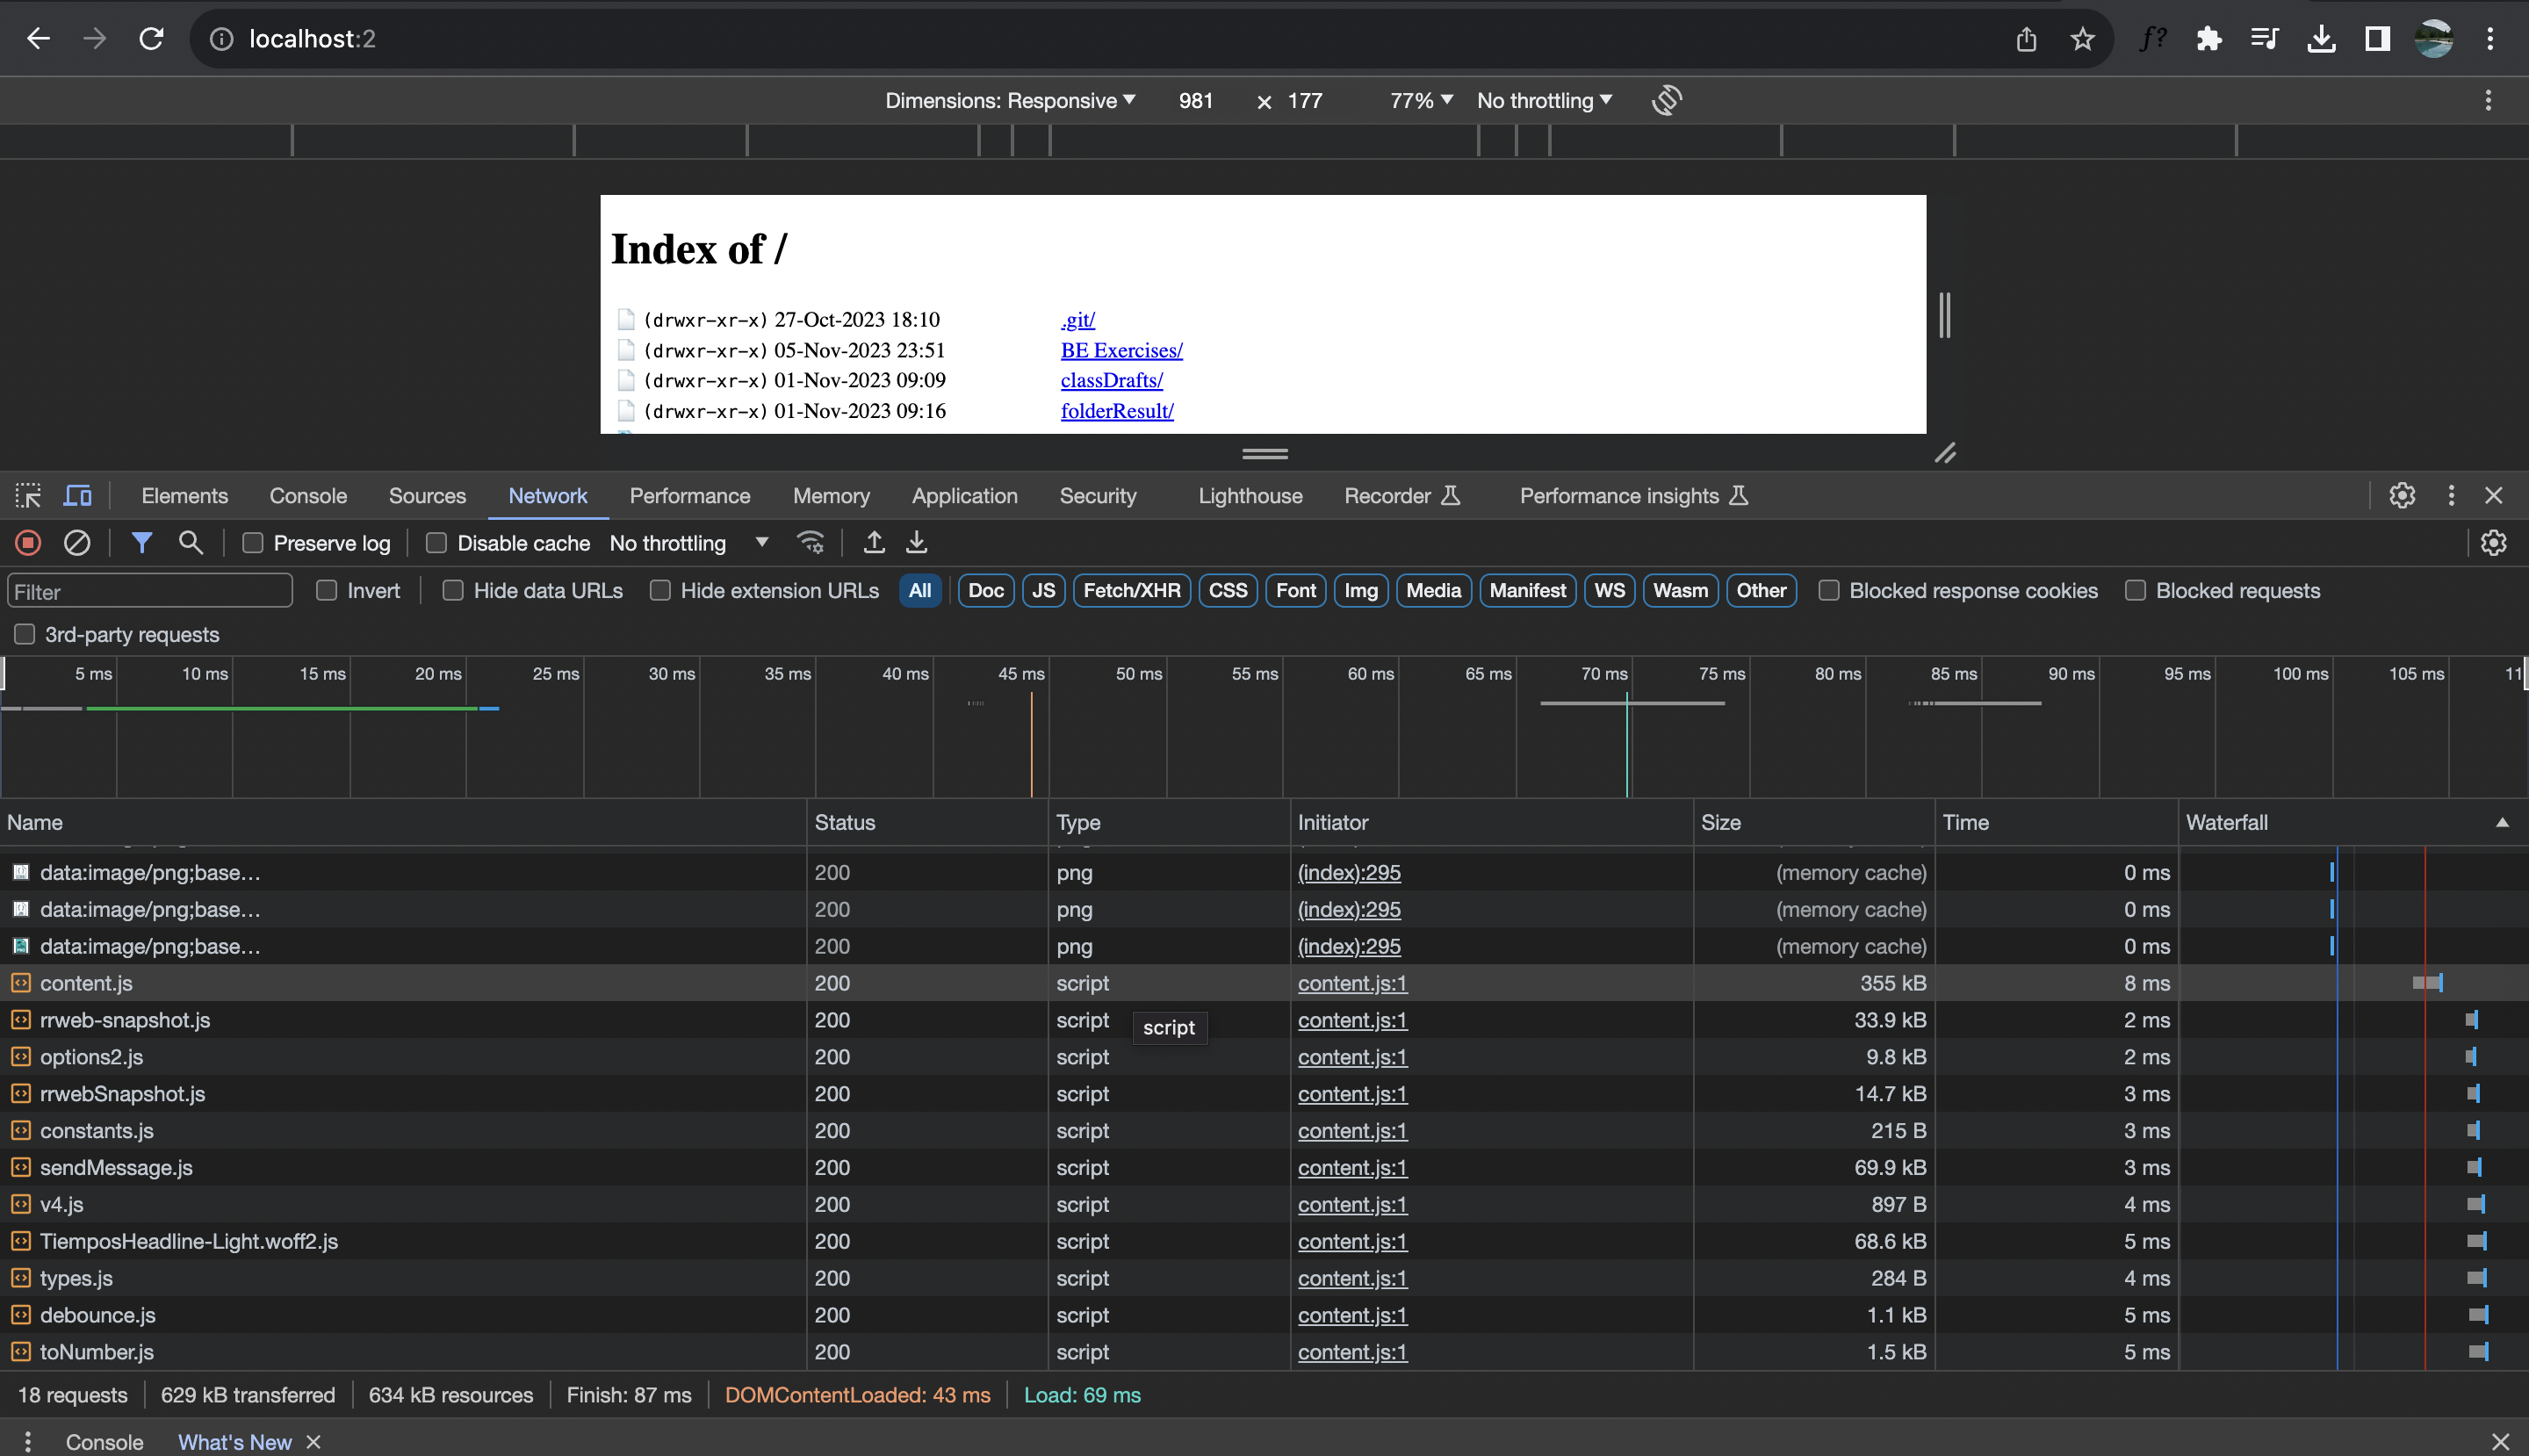 localhost:2
Dimensions: Responsive 981 × 177 77% No throttling
Index of /
(drwxr-xr-x) 27-Oct-2023 18:10 .git/
(drwxr-xr-x) 05-Nov-2023 23:51 BE Exercises/
(drwxr-xr-x) 01-Nov-2023 09:09 classDrafts/
(drwxr-xr-x) 01-Nov-2023 09:16 folderResult/
Elements Console Sources Network Performance Memory Application Security Lighthouse Recorder Performance insights
Preserve log Disable cache No throttling
Filter Invert Hide data URLs Hide extension URLs All Doc JS Fetch/XHR CSS Font Img Media Manifest WS Wasm Other Blocked response cookies Blocked requests
3rd-party requests
5 ms 10 ms 15 ms 20 ms 25 ms 30 ms 35 ms 40 ms 45 ms 50 ms 55 ms 60 ms 65 ms 70 ms 75 ms 80 ms 85 ms 90 ms 95 ms 100 ms 105 ms 11
Name Status Type Initiator Size Time Waterfall
data:image/png;base… 200 png (index):295 (memory cache) 0 ms
data:image/png;base… 200 png (index):295 (memory cache) 0 ms
data:image/png;base… 200 png (index):295 (memory cache) 0 ms
content.js 200 script content.js:1 355 kB 8 ms
rrweb-snapshot.js 200 script content.js:1 33.9 kB 2 ms
script
options2.js 200 script content.js:1 9.8 kB 2 ms
rrwebSnapshot.js 200 script content.js:1 14.7 kB 3 ms
constants.js 200 script content.js:1 215 B 3 ms
sendMessage.js 200 script content.js:1 69.9 kB 3 ms
v4.js 200 script content.js:1 897 B 4 ms
TiemposHeadline-Light.woff2.js 200 script content.js:1 68.6 kB 5 ms
types.js 200 script content.js:1 284 B 4 ms
debounce.js 200 script content.js:1 1.1 kB 5 ms
toNumber.js 200 script content.js:1 1.5 kB 5 ms
18 requests 629 kB transferred 634 kB resources Finish: 87 ms DOMContentLoaded: 43 ms Load: 69 ms
Console What's New